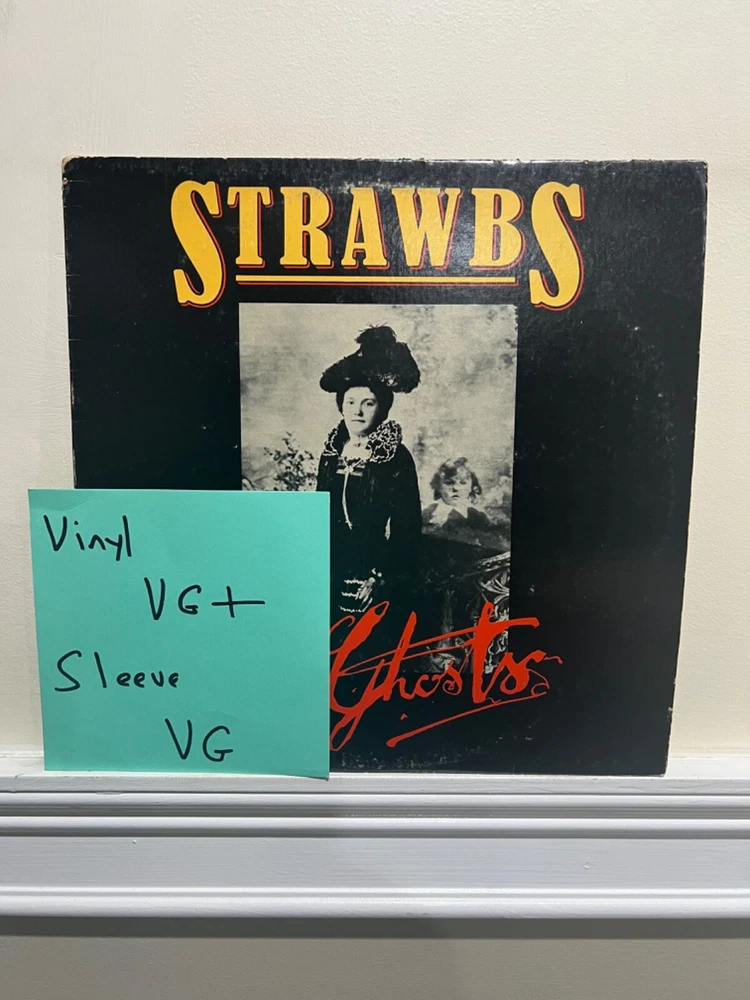 STRAWBS
Ghosts
Vinyl
VG+
Sleeve
VG